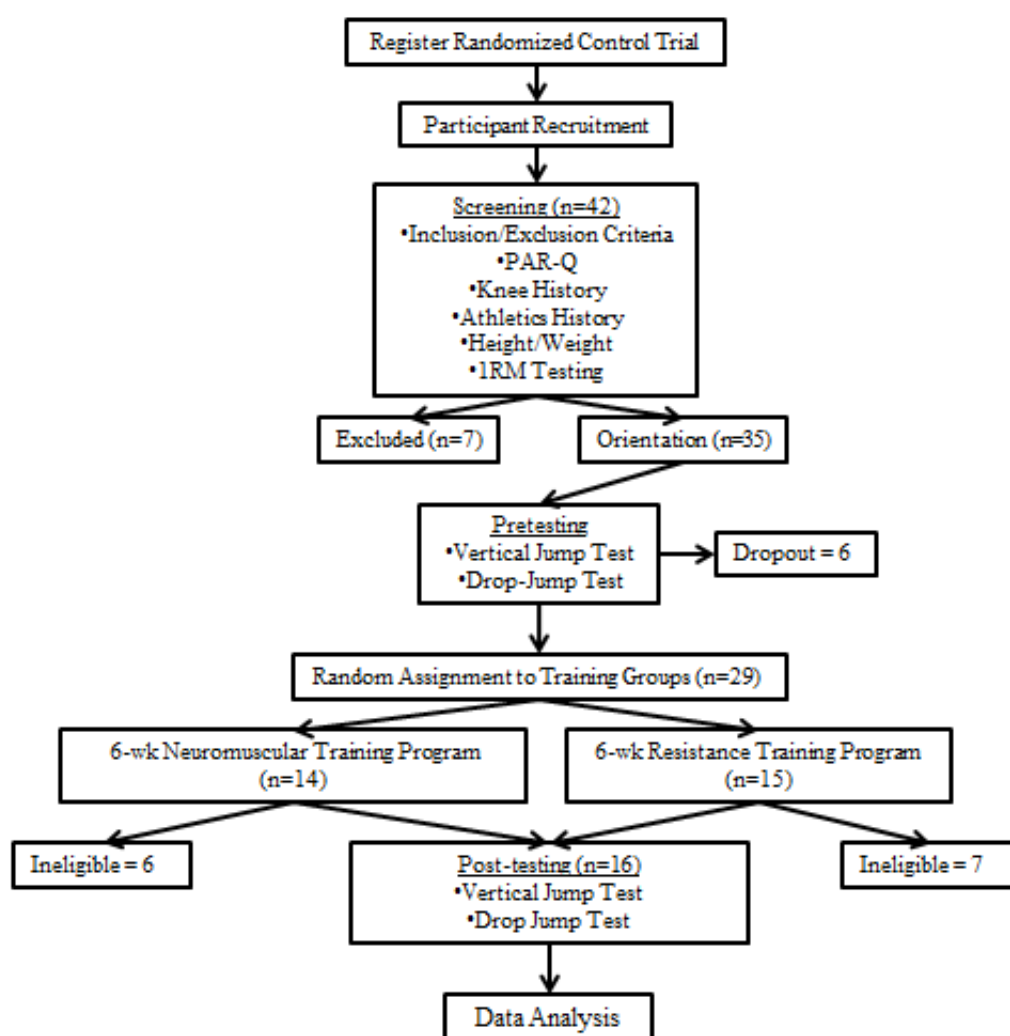 Register Randomized Control Trial
Participant Recruitment
Screening (n=42)
•Inclusion/Exclusion Criteria
•PAR-Q
•Knee History
•Athletics History
•Height/Weight
•1RM Testing
Excluded (n=7)
Orientation (n=35)
Pretesting
•Vertical Jump Test
•Drop-Jump Test
Dropout = 6
Random Assignment to Training Groups (n=29)
6-wk Neuromuscular Training Program
(n=14)
6-wk Resistance Training Program
(n=15)
Ineligible = 6
Post-testing (n=16)
•Vertical Jump Test
•Drop Jump Test
Ineligible = 7
Data Analysis